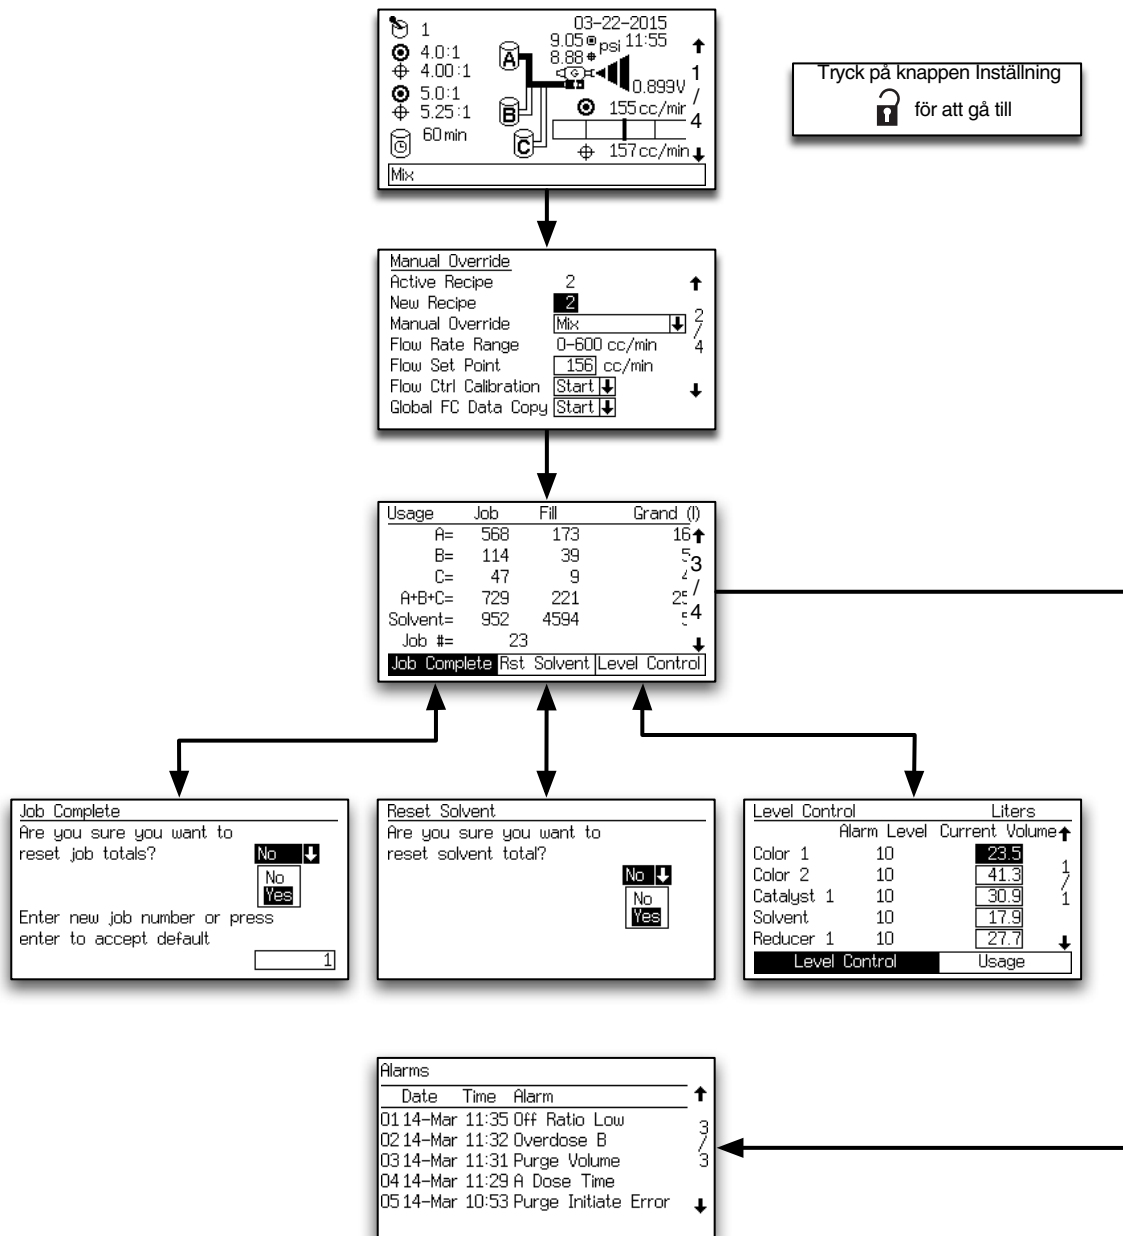 1
03-22-2015
9.05 psi 11:55
8.88
4.0:1
4.00:1
5.0:1
5.25:1
60min
A
B
C
G
0.899V
155cc/min
157cc/min
1
/
4
Mix
Tryck på knappen Inställning
för att gå till
Manual Override
Active Recipe 2
New Recipe 2
Manual Override Mix
Flow Rate Range 0-600 cc/min
Flow Set Point 156 cc/min
Flow Ctrl Calibration Start
Global FC Data Copy Start
2
/
4
Usage Job Fill Grand (l)
A= 568 173 16
B= 114 39 5
C= 47 9
A+B+C= 729 221 25
Solvent= 952 4594
Job #= 23
3
/
4
Job Complete Rst Solvent Level Control
Job Complete
Are you sure you want to
reset job totals? No
No
Yes
Enter new job number or press
enter to accept default
1
Reset Solvent
Are you sure you want to
reset solvent total?
No
No
Yes
Level Control Liters
Alarm Level Current Volume
Color 1 10 23.5
Color 2 10 41.3
Catalyst 1 10 30.9
Solvent 10 17.9
Reducer 1 10 27.7
1
/
1
Level Control Usage
Alarms
Date Time Alarm
01 14-Mar 11:35 Off Ratio Low
02 14-Mar 11:32 Overdose B
03 14-Mar 11:31 Purge Volume
04 14-Mar 11:29 A Dose Time
05 14-Mar 10:53 Purge Initiate Error
3
/
3